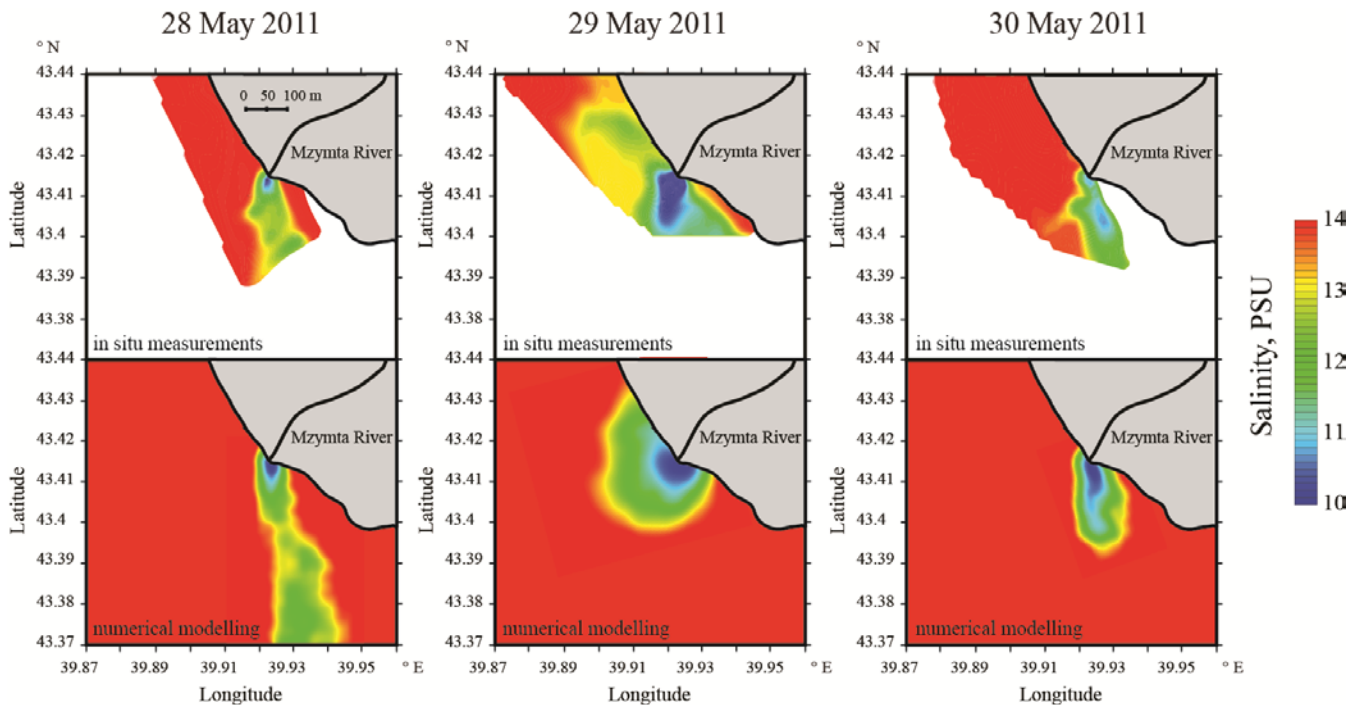 28 May 2011
29 May 2011
30 May 2011
° N
° N
° N
43.44
43.43
43.42
43.41
43.4
43.39
43.38
Latitude
0 50 100 m
Mzymta River
in situ measurements
43.44
43.43
43.42
43.41
43.4
43.39
43.38
Latitude
Mzymta River
in situ measurements
43.44
43.43
43.42
43.41
43.4
43.39
43.38
Latitude
Mzymta River
in situ measurements
43.44
43.43
43.42
43.41
43.4
43.39
43.38
43.37
Latitude
Mzymta River
numerical modelling
39.87 39.89 39.91 39.93 39.95 ° E
Longitude
43.44
43.43
43.42
43.41
43.4
43.39
43.38
43.37
Latitude
Mzymta River
numerical modelling
39.87 39.89 39.91 39.93 39.95 ° E
Longitude
43.44
43.43
43.42
43.41
43.4
43.39
43.38
43.37
Latitude
Mzymta River
numerical modelling
39.87 39.89 39.91 39.93 39.95 ° E
Longitude
Salinity, PSU
14
13
12
11
10